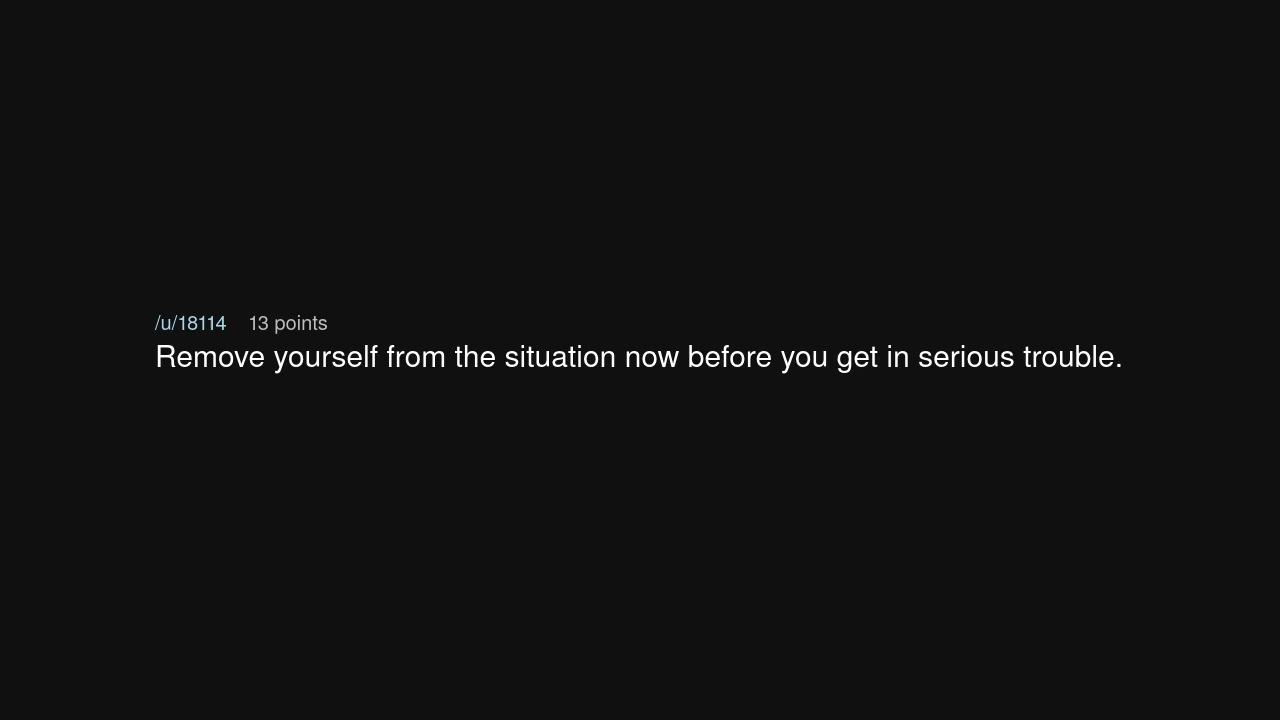 /u/18114 13 points
Remove yourself from the situation now before you get in serious trouble.